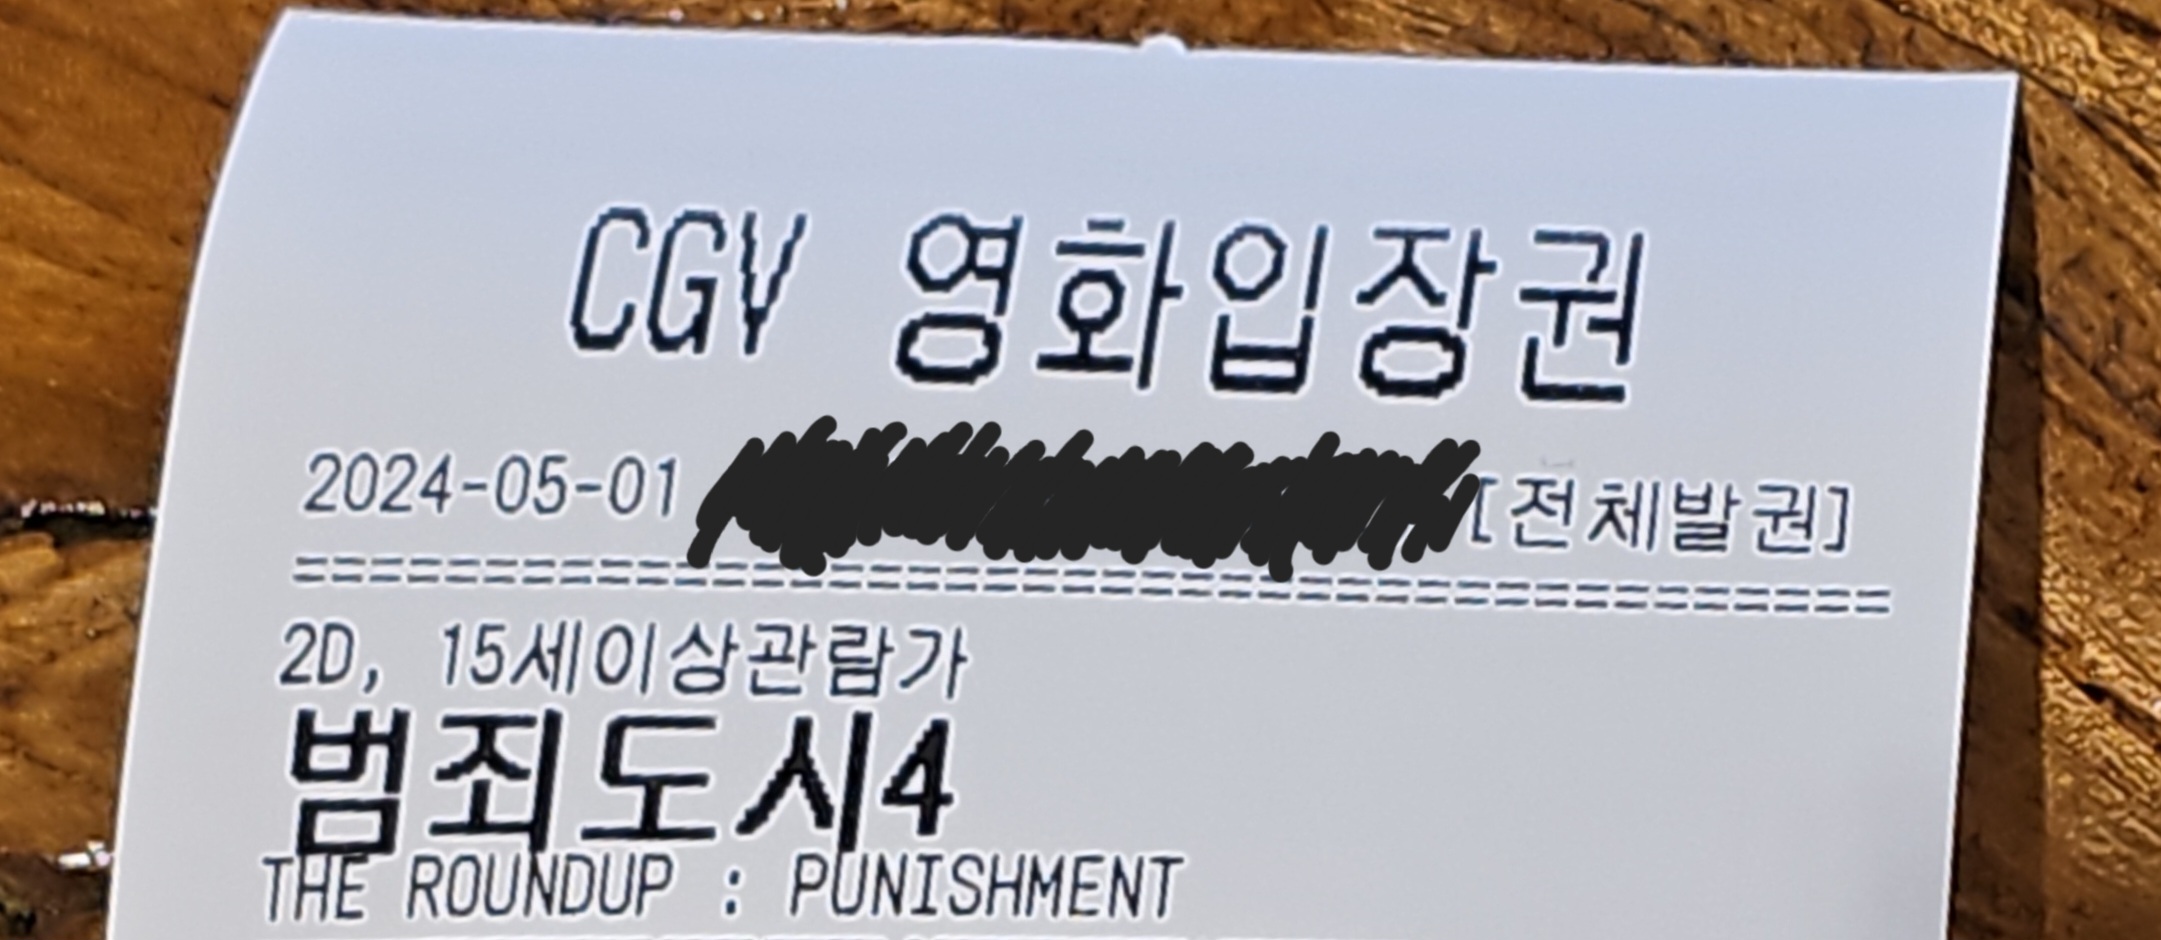 CGV 영화입장권
2024-05-01 [전체발권]
===========================================
2D, 15세이상관람가
범죄도시4
THE ROUNDUP : PUNISHMENT